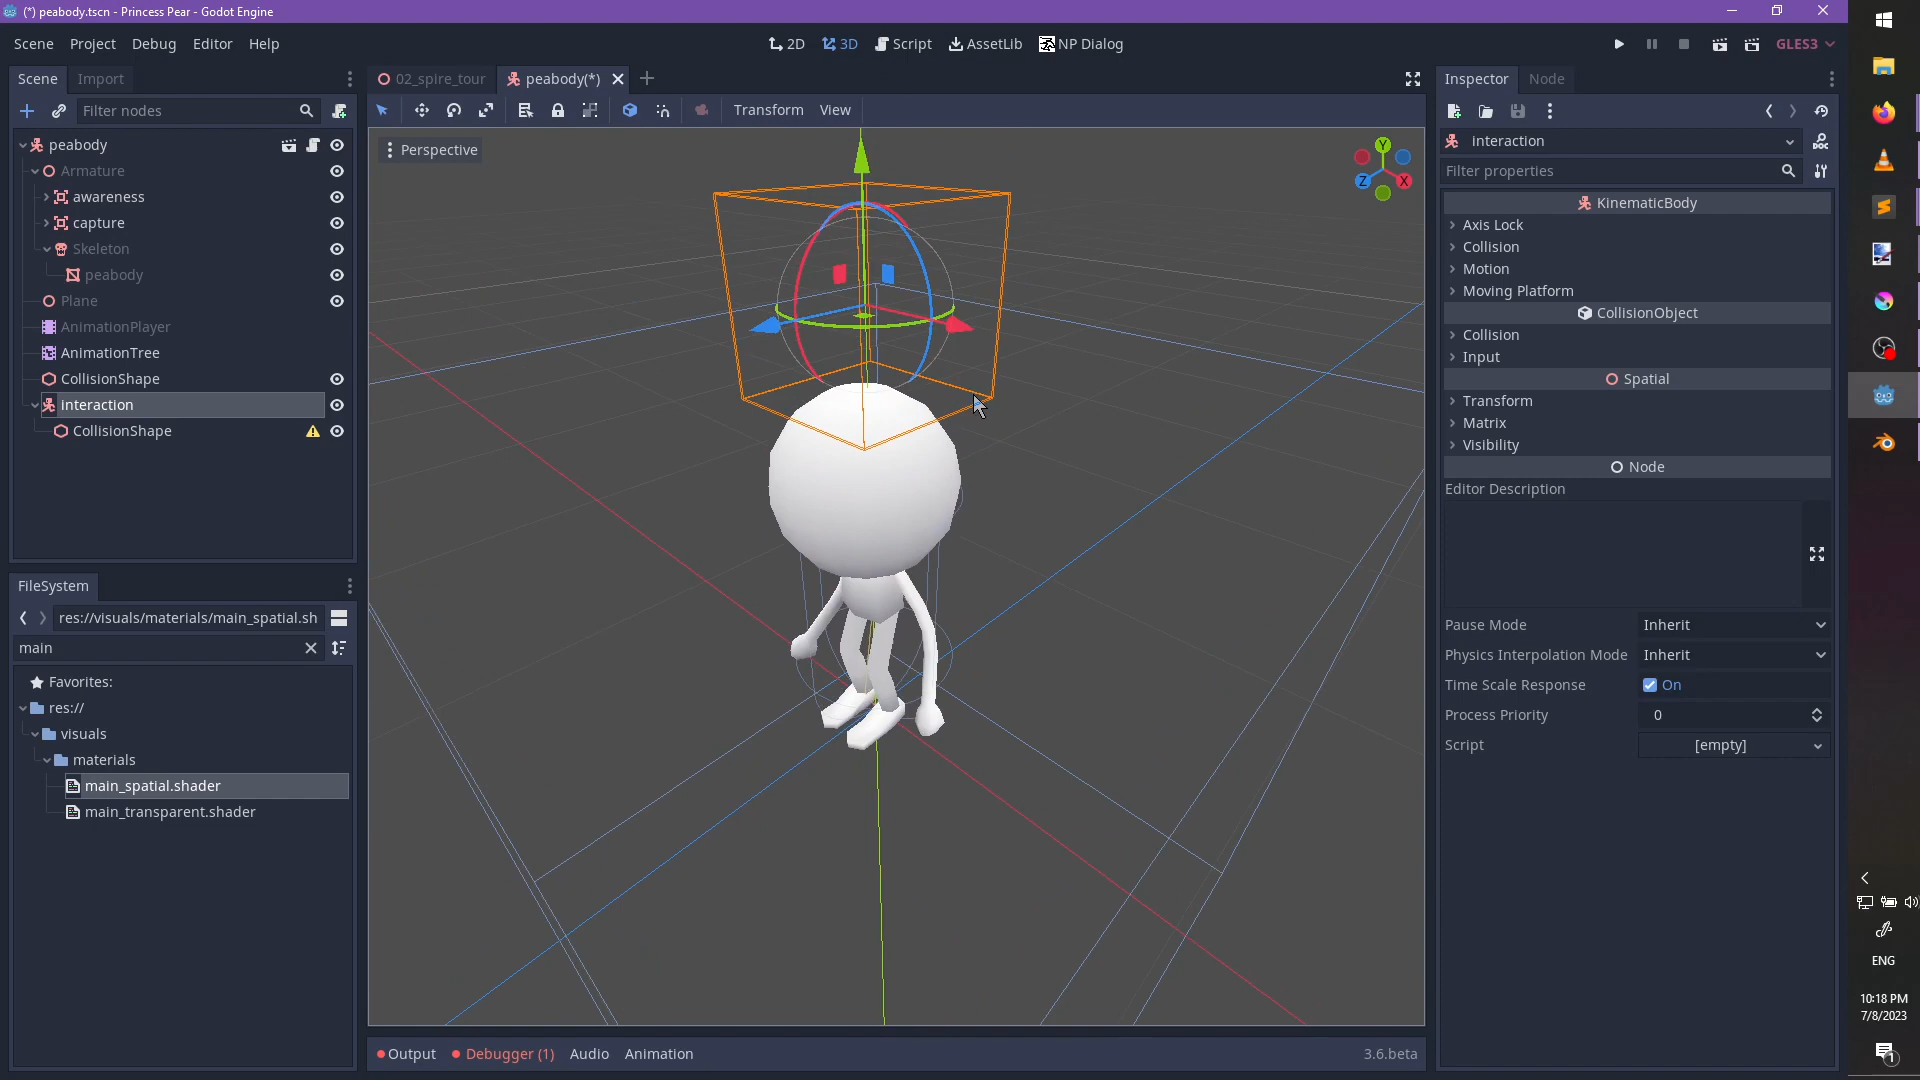 (*) peabody.tscn - Princess Pear - Godot Engine
Scene Project Debug Editor Help
2D 3D Script AssetLib NP Dialog
GLES3
Scene Import
02_spire_tour peabody(*)
Inspector Node
Filter nodes
Transform View
peabody
Armature
awareness
capture
Skeleton
peabody
Plane
AnimationPlayer
AnimationTree
CollisionShape
interaction
CollisionShape
FileSystem
res://visuals/materials/main_spatial.sh
main
Favorites:
res://
visuals
materials
main_spatial.shader
main_transparent.shader
Perspective
Y
Z
X
Output Debugger (1) Audio Animation
3.6.beta
interaction
Filter properties
KinematicBody
Axis Lock
Collision
Motion
Moving Platform
CollisionObject
Collision
Input
Spatial
Transform
Matrix
Visibility
Node
Editor Description
Pause Mode Inherit
Physics Interpolation Mode Inherit
Time Scale Response On
Process Priority 0
Script [empty]
ENG
10:18 PM
7/8/2023
1